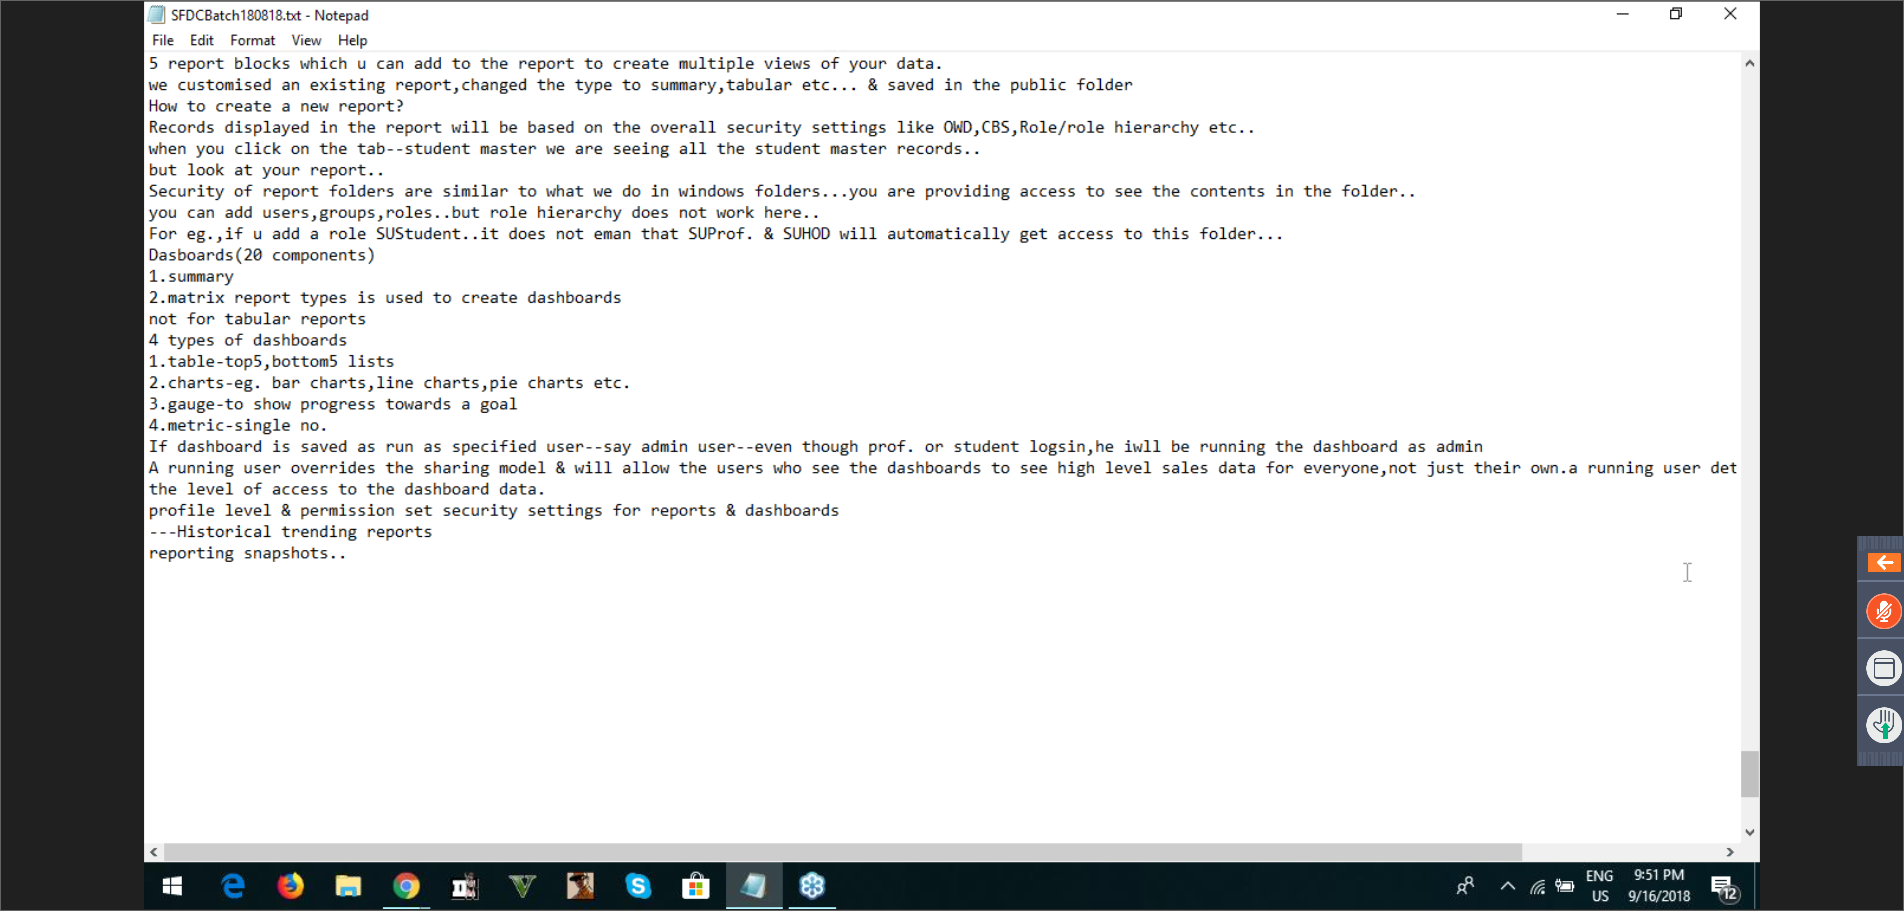 SFDCBatch180818.txt - Notepad
File Edit Format View Help
5 report blocks which u can add to the report to create multiple views of your data.
we customised an existing report,changed the type to summary,tabular etc... & saved in the public folder
How to create a new report?
Records displayed in the report will be based on the overall security settings like OWD,CBS,Role/role hierarchy etc..
when you click on the tab--student master we are seeing all the student master records..
but look at your report..
Security of report folders are similar to what we do in windows folders...you are providing access to see the contents in the folder..
you can add users,groups,roles..but role hierarchy does not work here..
For eg.,if u add a role SUStudent..it does not eman that SUProf. & SUHOD will automatically get access to this folder...
Dasboards(20 components)
1.summary
2.matrix report types is used to create dashboards
not for tabular reports
4 types of dashboards
1.table-top5,bottom5 lists
2.charts-eg. bar charts,line charts,pie charts etc.
3.gauge-to show progress towards a goal
4.metric-single no.
If dashboard is saved as run as specified user--say admin user--even though prof. or student logsin,he iwll be running the dashboard as admin
A running user overrides the sharing model & will allow the users who see the dashboards to see high level sales data for everyone,not just their own.a running user det
the level of access to the dashboard data.
profile level & permission set security settings for reports & dashboards
---Historical trending reports
reporting snapshots..
ENG 9:51 PM
US 9/16/2018
12